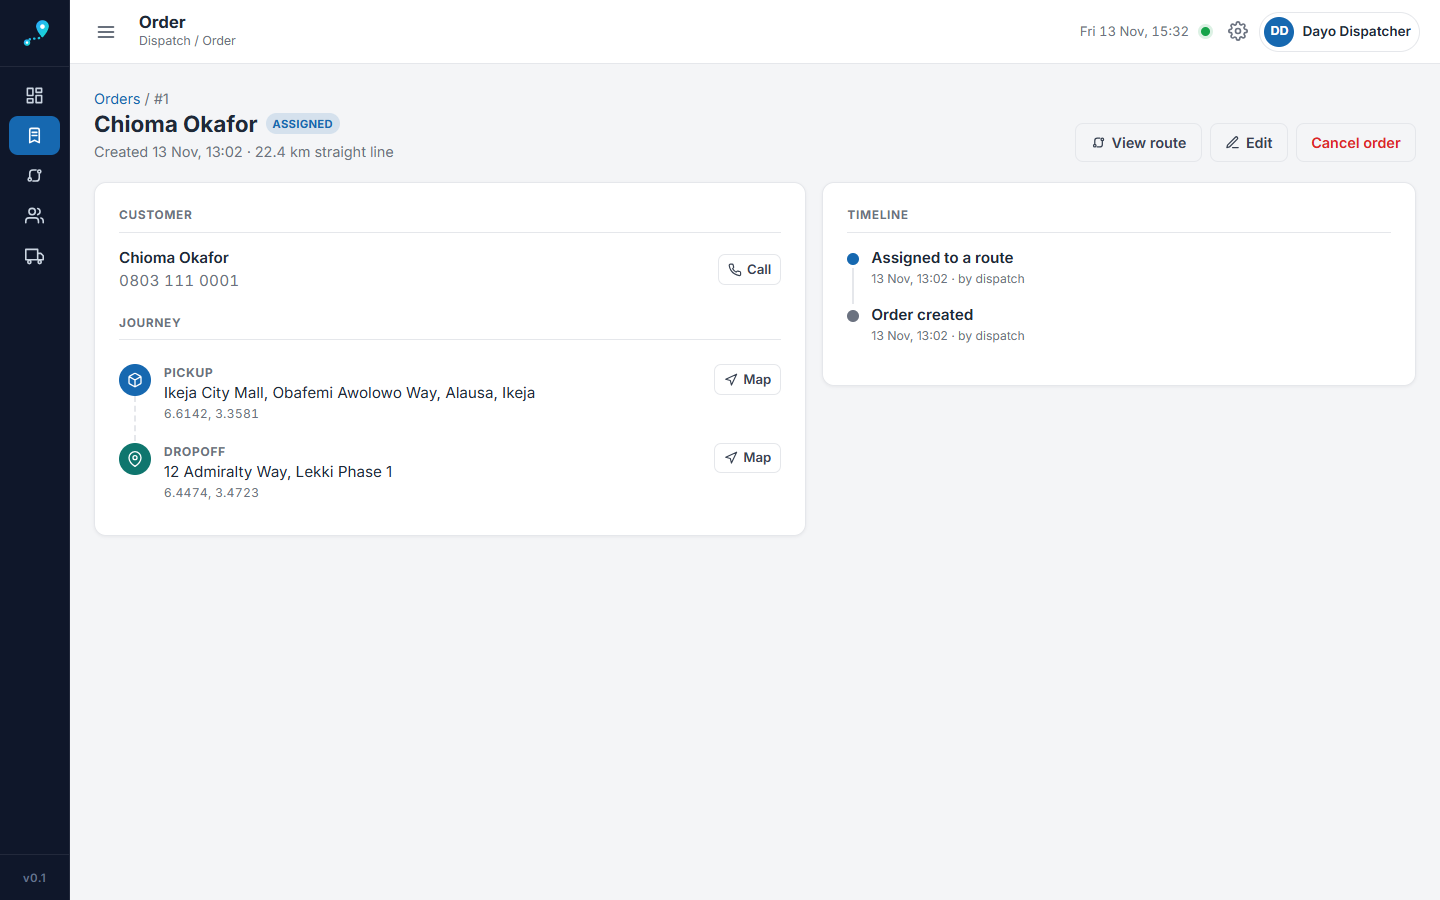 Order
Dispatch / Order
Fri 13 Nov, 15:32
DD
Dayo Dispatcher
Orders / #1
Chioma Okafor
ASSIGNED
Created 13 Nov, 13:02 · 22.4 km straight line
View route
Edit
Cancel order
CUSTOMER
Chioma Okafor
0803 111 0001
Call
JOURNEY
PICKUP
Ikeja City Mall, Obafemi Awolowo Way, Alausa, Ikeja
6.6142, 3.3581
Map
DROPOFF
12 Admiralty Way, Lekki Phase 1
6.4474, 3.4723
Map
TIMELINE
Assigned to a route
13 Nov, 13:02 · by dispatch
Order created
13 Nov, 13:02 · by dispatch
v0.1